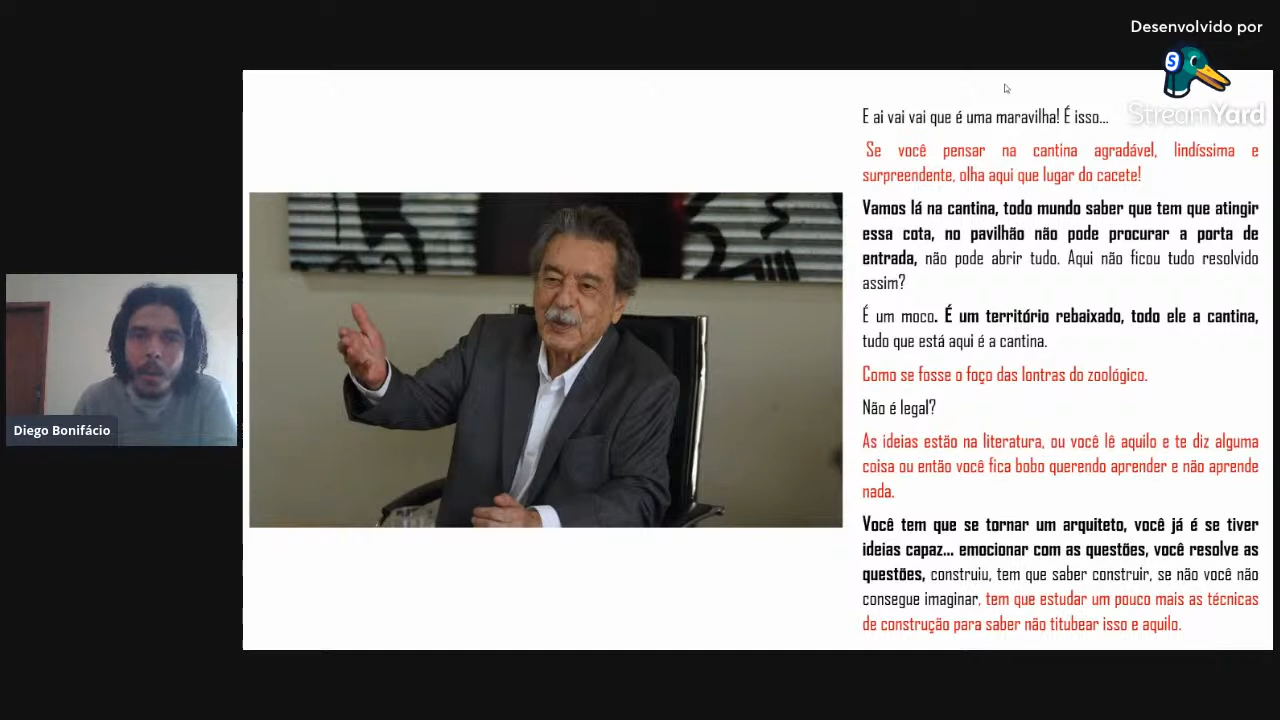 Desenvolvido por
S
StreamYard
E ai vai vai que é uma maravilha! É isso...
Se você pensar na cantina agradável, lindíssima e
surpreendente, olha aqui que lugar do cacete!
Vamos lá na cantina, todo mundo saber que tem que atingir
essa cota, no pavilhão não pode procurar a porta de
entrada, não pode abrir tudo. Aqui não ficou tudo resolvido
assim?
É um moco. É um território rebaixado, todo ele a cantina,
tudo que está aqui é a cantina.
Como se fosse o foço das lontras do zoológico.
Não é legal?
As ideias estão na literatura, ou você lê aquilo e te diz alguma
coisa ou então você fica bobo querendo aprender e não aprende
nada.
Você tem que se tornar um arquiteto, você já é se tiver
ideias capaz... emocionar com as questões, você resolve as
questões, construiu, tem que saber construir, se não você não
consegue imaginar, tem que estudar um pouco mais as técnicas
de construção para saber não titubear isso e aquilo.
Diego Bonifácio